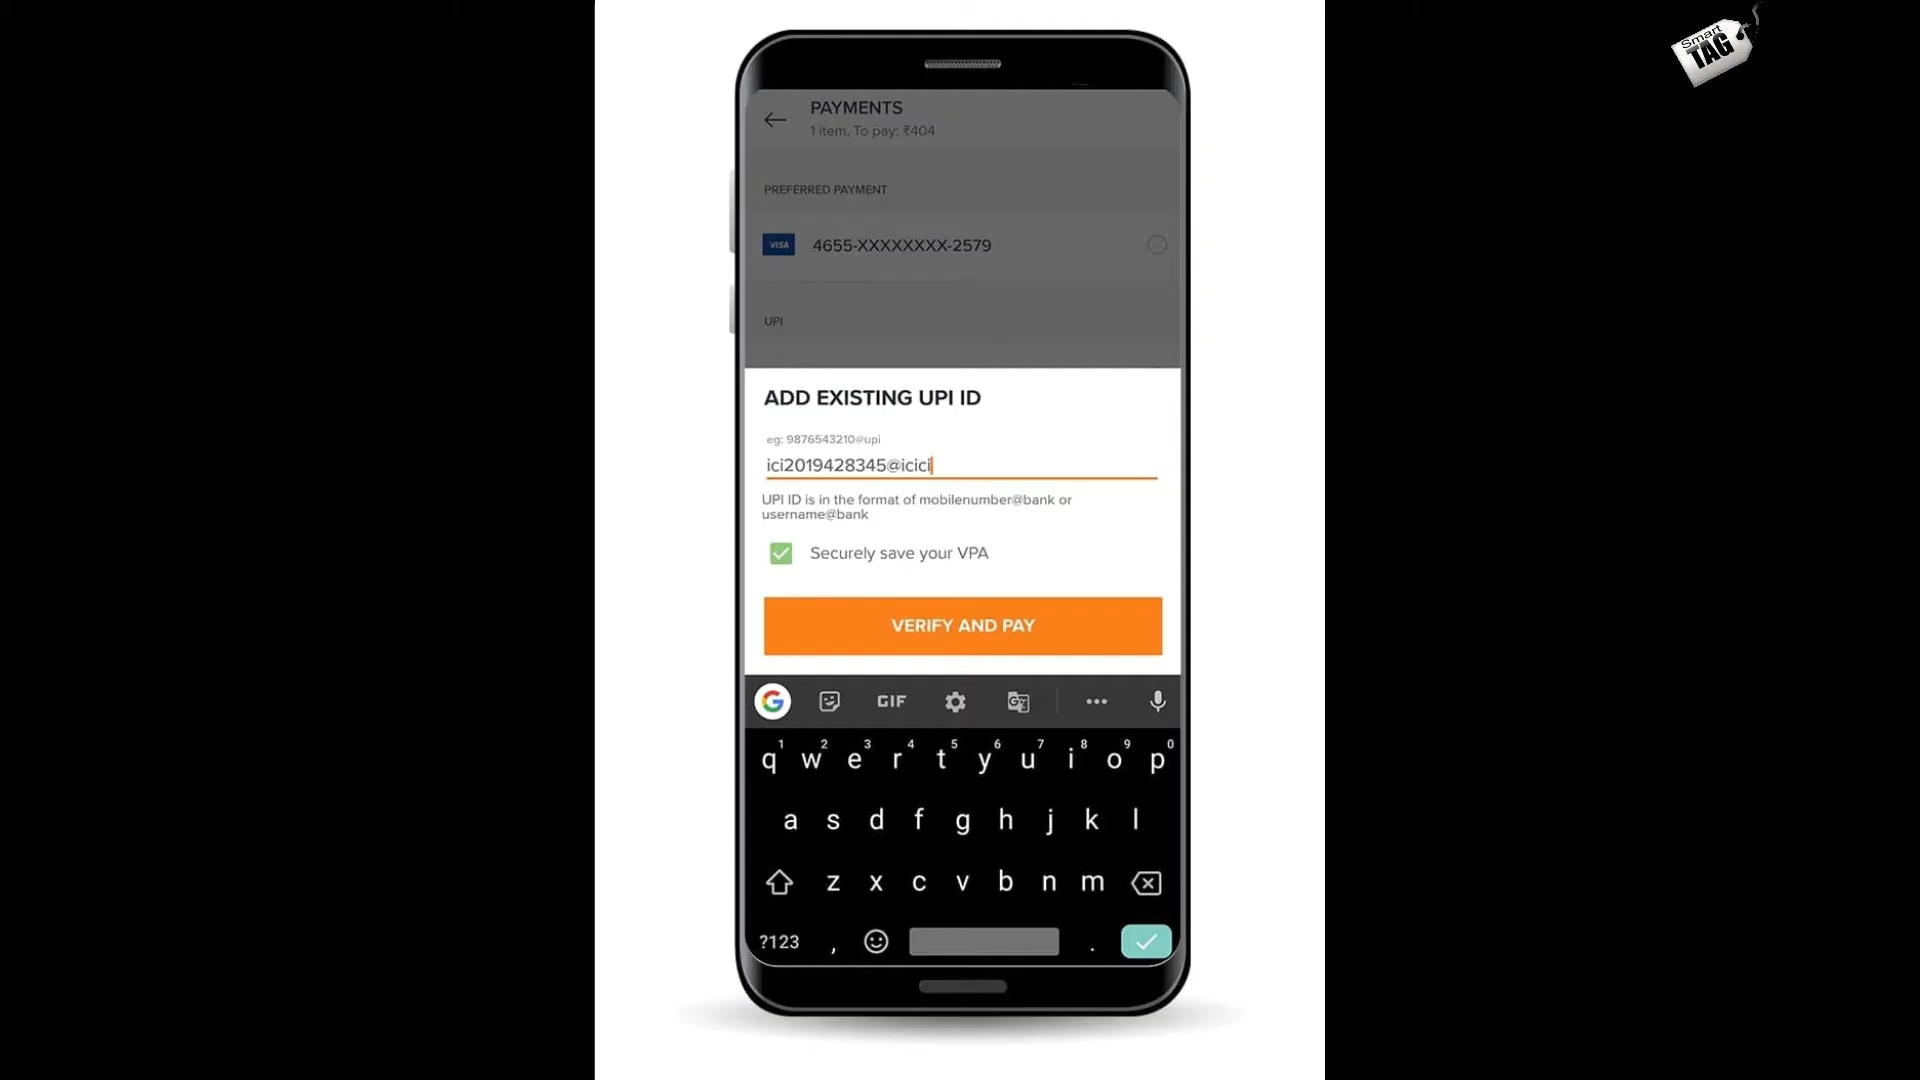 Smart
TAG
PAYMENTS
1 item, To pay: ₹404
PREFERRED PAYMENT
VISA 4655-XXXXXXXX-2579
UPI
ADD EXISTING UPI ID
eg: 9876543210@upi
ici2019428345@icici
UPI ID is in the format of mobilenumber@bank or
username@bank
Securely save your VPA
VERIFY AND PAY
G GIF G
1 2 3 4 5 6 7 8 9 0
q w e r t y u i o p
a s d f g h j k l
z x c v b n m
?123 , .